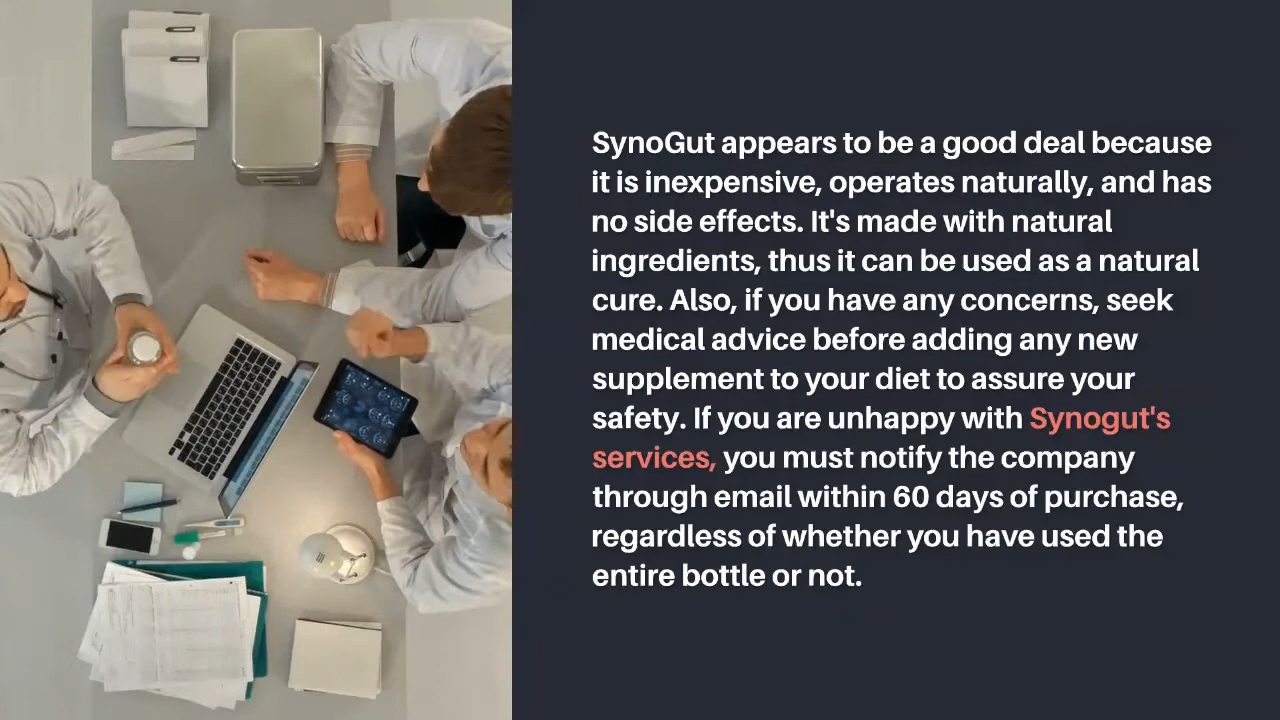 SynoGut appears to be a good deal because
it is inexpensive, operates naturally, and has
no side effects. It's made with natural
ingredients, thus it can be used as a natural
cure. Also, if you have any concerns, seek
medical advice before adding any new
supplement to your diet to assure your
safety. If you are unhappy with Synogut's
services, you must notify the company
through email within 60 days of purchase,
regardless of whether you have used the
entire bottle or not.